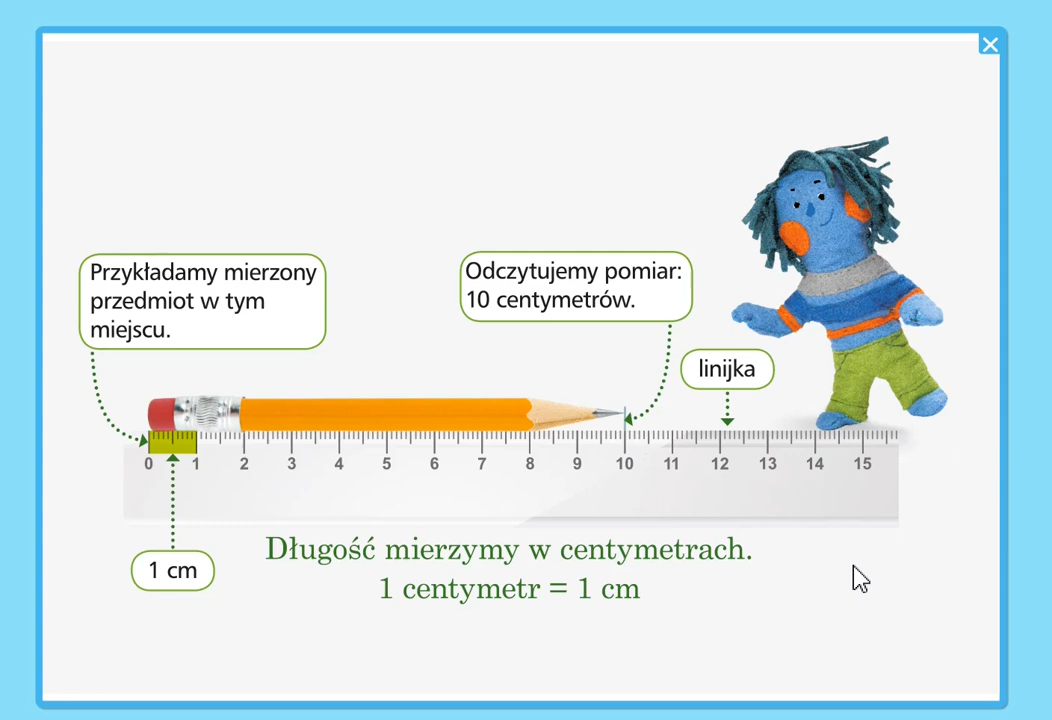 Przykładamy mierzony
przedmiot w tym
miejscu.
Odczytujemy pomiar:
10 centymetrów.
linijka
0 1 2 3 4 5 6 7 8 9 10 11 12 13 14 15
1 cm
Długość mierzymy w centymetrach.
1 centymetr = 1 cm